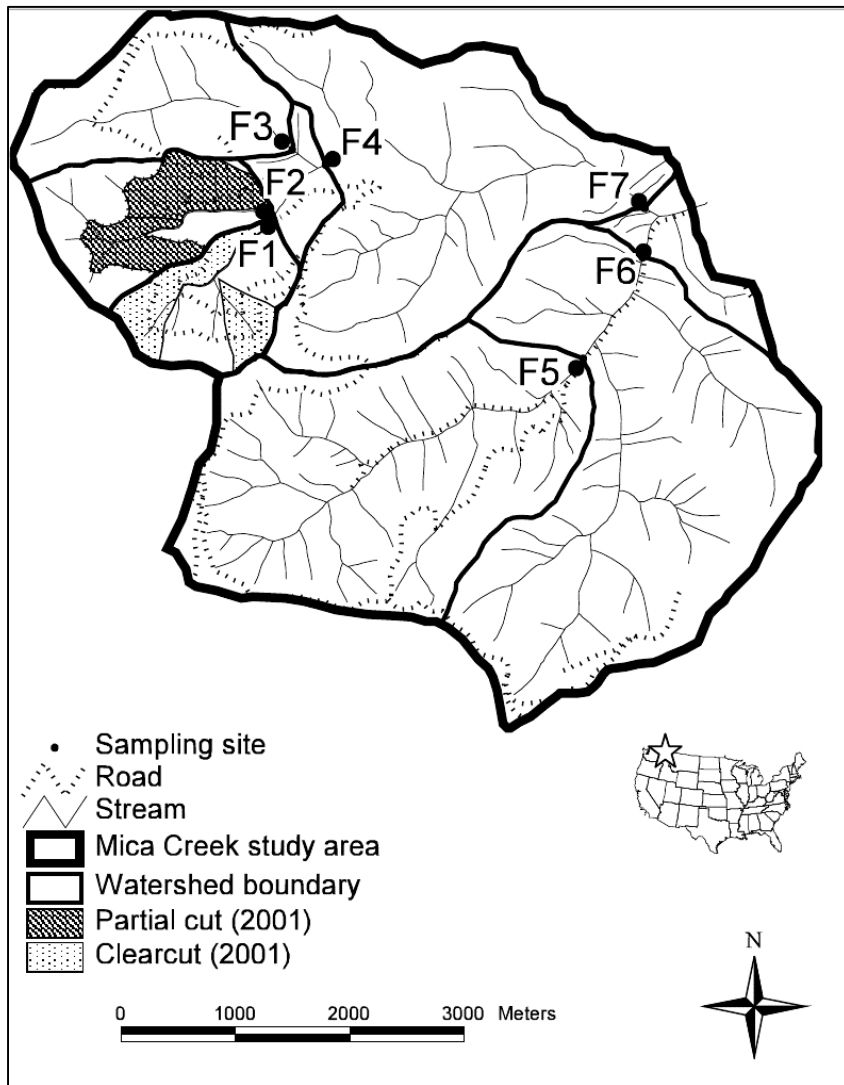 F3
F4
F2
F7
F1
F6
F5
Sampling site
Road
Stream
Mica Creek study area
Watershed boundary
Partial cut (2001)
Clearcut (2001)
N
0 1000 2000 3000 Meters